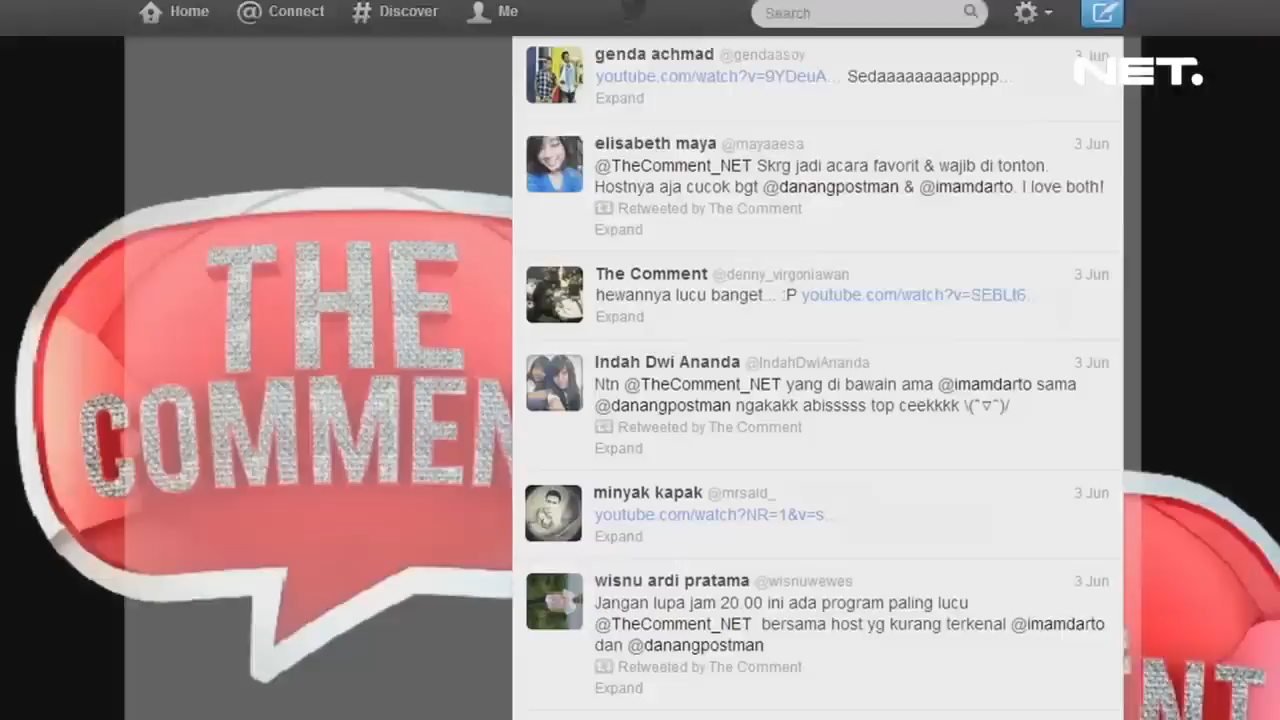 Home
Connect
Discover
Me
Search
NET.
genda achmad @gendaasoy 3 Jun
youtube.com/watch?v=9YDeuA... Sedaaaaaaaaapppp...
Expand
elisabeth maya @mayaaesa 3 Jun
@TheComment_NET Skrg jadi acara favorit & wajib di tonton.
Hostnya aja cucok bgt @danangpostman & @imamdarto. I love both!
Retweeted by The Comment
Expand
The Comment @denny_virgoniawan 3 Jun
hewannya lucu banget... :P youtube.com/watch?v=SEBLt6...
Expand
Indah Dwi Ananda @IndahDwiAnanda 3 Jun
Ntn @TheComment_NET yang di bawain ama @imamdarto sama
@danangpostman ngakakk abisssss top ceekkkk \(ˆ▽ˆ)/
Retweeted by The Comment
Expand
minyak kapak @mrsaid_ 3 Jun
youtube.com/watch?NR=1&v=s...
Expand
wisnu ardi pratama @wisnuwewes 3 Jun
Jangan lupa jam 20.00 ini ada program paling lucu
@TheComment_NET bersama host yg kurang terkenal @imamdarto
dan @danangpostman
Retweeted by The Comment
Expand
THE
COMMEN
NT